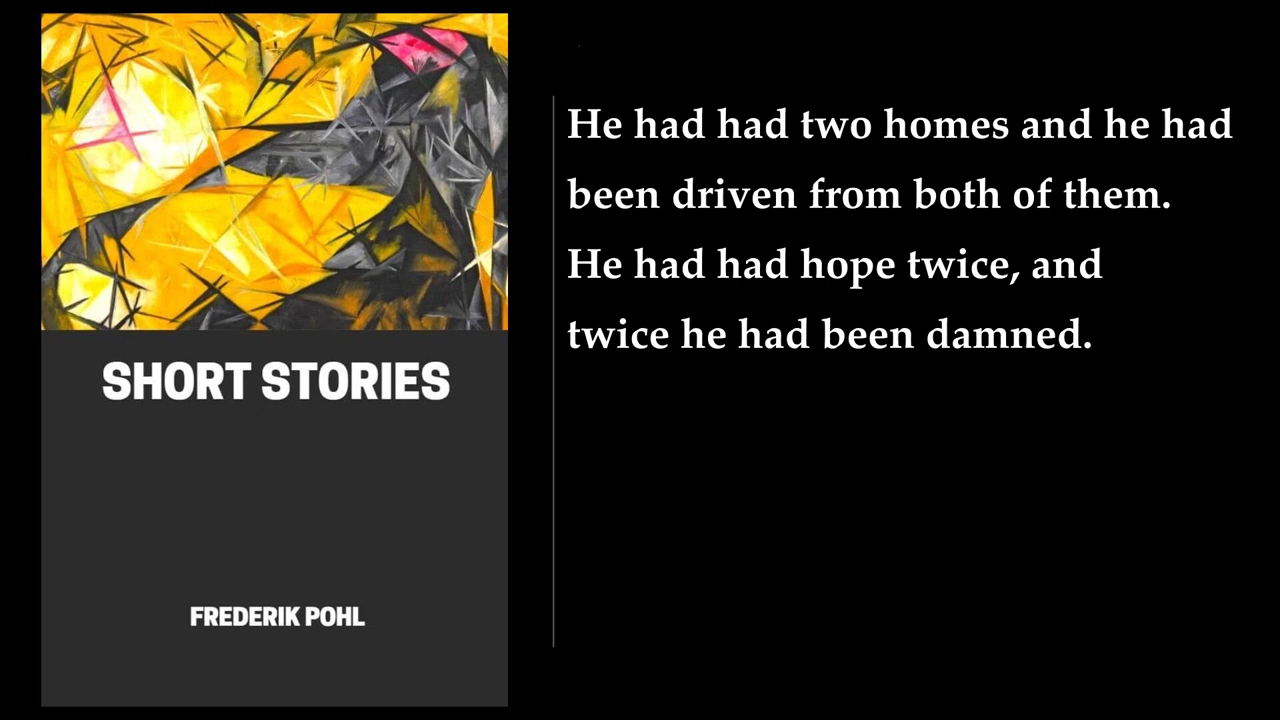 SHORT STORIES
FREDERIK POHL
He had had two homes and he had
been driven from both of them.
He had had hope twice, and
twice he had been damned.